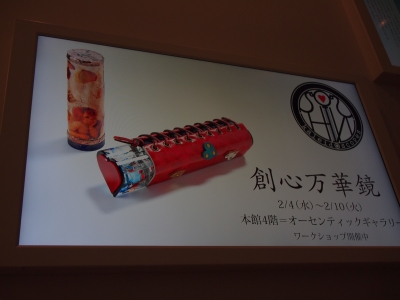 創心万華鏡
2/4(水)~2/10(火)
本館4階=オーセンティックギャラリー
ワークショップ開催中